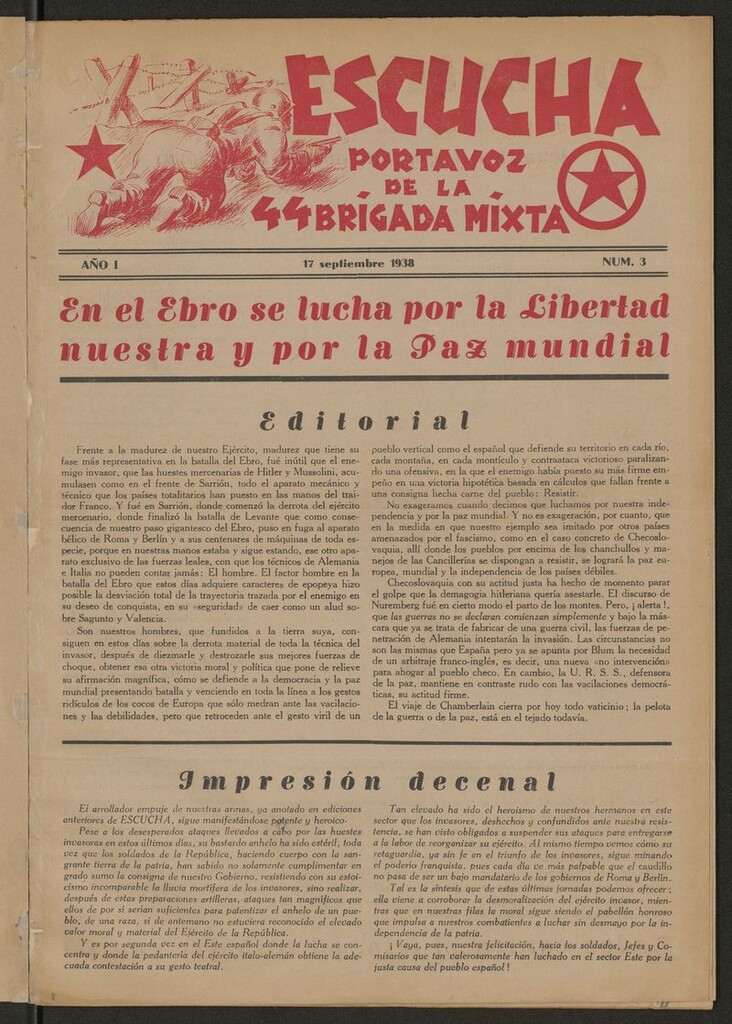 ESCUCHA
PORTAVOZ
DE LA
44 BRIGADA MIXTA
AÑO I
17 septiembre 1938
NUM. 3
En el Ebro se lucha por la Libertad
nuestra y por la Paz mundial
Editorial
Frente a la madurez de nuestro Ejército, madurez que tiene su
fase más representativa en la batalla del Ebro, fué inútil que el ene-
migo invasor, que las huestes mercenarias de Hitler y Mussolini, acu-
mulasen como en el frente de Sarrión, todo el aparato mecánico y
técnico que los países totalitarios han puesto en las manos del trai-
dor Franco. Y fué en Sarrión, donde comenzó la derrota del ejército
mercenario, donde finalizó la batalla de Levante que como conse-
cuencia de nuestro paso gigantesco del Ebro, puso en fuga al aparato
bélico de Roma y Berlín y a sus centenares de máquinas de toda es-
pecie, porque en nuestras manos estaba y sigue estando, ese otro apa-
rato exclusivo de las fuerzas leales, con que los técnicos de Alemania
e Italia no pueden contar jamás: El hombre. El factor hombre en la
batalla del Ebro que estos días adquiere caracteres de epopeya hizo
posible la desviación total de la trayectoria trazada por el enemigo en
su deseo de conquista, en su «seguridad» de caer como un alud so-
bre Sagunto y Valencia.
Son nuestros hombres, que fundidos a la tierra suya, con-
siguen en estos días sobre la derrota material de toda la técnica del
invasor, después de diezmarle y destrozarle sus mejores fuerzas de
choque, obtener esa otra victoria moral y política que pone de relieve
su afirmación magnífica, cómo se defiende a la democracia y la paz
mundial presentando batalla y venciendo en toda la línea a los gestos
ridículos de los cocos de Europa que sólo medran ante las vacilacio-
nes y las debilidades, pero que retroceden ante el gesto viril de un
pueblo vertical como el español que defiende su territorio en cada río,
cada montaña, en cada montículo y contraataca victorioso paralizan-
do una ofensiva, en la que el enemigo había puesto su más firme em-
peño en una victoria hipotética basada en cálculos que fallan frente a
una consigna hecha carne del pueblo: Resistir.
No exageramos cuando decimos que luchamos por nuestra inde-
pendencia y por la paz mundial. Y no es exageración, por cuanto, que
en la medida en que nuestro ejemplo sea imitado por otros países
amenazados por el fascismo, como en el caso concreto de Checoslo-
vaquia, allí donde los pueblos por encima de los chanchullos y ma-
nejos de las Cancillerías se dispongan a resistir, se logrará la paz eu-
ropea, mundial y la independencia de los países débiles.
Checoslovaquia con su actitud justa ha hecho de momento parar
el golpe que la demagogia hitleriana quería asestarle. El discurso de
Nuremberg fué en cierto modo el parto de los montes. Pero, ¡alerta!,
que las guerras no se declaran comienzan simplemente y bajo la más-
cara que ya se trata de fabricar de una guerra civil, las fuerzas de pe-
netración de Alemania intentarán la invasión. Las circunstancias no
son las mismas que España pero ya se apunta por Blum la necesidad
de un arbitraje franco-inglés, es decir, una nueva «no intervención»
para ahogar al pueblo checo. En cambio, la U. R. S. S., defensora
de la paz, mantiene en contraste rudo con las vacilaciones democrá-
ticas, su actitud firme.
El viaje de Chamberlain cierra por hoy todo vaticinio; la pelota
de la guerra o de la paz, está en el tejado todavía.
Impresión decenal
El arrollador empuje de nuestras armas, ya anotado en ediciones
anteriores de ESCUCHA, sigue manifestándose potente y heroico.
Pese a los desesperados ataques llevados a cabo por las huestes
invasoras en estos últimos días, su bastardo anhelo ha sido estéril, toda
vez que los soldados de la República, haciendo cuerpo con la san-
grante tierra de la patria, han sabido no solamente cumplimentar en
grado sumo la consigna de nuestro Gobierno, resistiendo con su estoi-
cismo incomparable la lluvia mortífera de los invasores, sino realizar,
después de estas preparaciones artilleras, ataques tan magníficos que
ellos de por sí serían suficientes para patentizar el anhelo de un pue-
blo, de una raza, si de antemano no estuviera reconocido el elevado
valor moral y material del Ejército de la República.
Y es por segunda vez en el Este español donde la lucha se con-
centra y donde la pedantería del ejército italo-alemán obtiene la ade-
cuada contestación a su gesto teatral.
Tan elevado ha sido el heroísmo de nuestros hermanos en este
sector que los invasores, deshechos y confundidos ante nuestra resis-
tencia, se han visto obligados a suspender sus ataques para entregarse
a la labor de reorganizar su ejército. Al mismo tiempo vemos cómo su
retaguardia, ya sin fe en el triunfo de los invasores, sigue minando
el poderío franquista, pues cada día es más palpable que el caudillo
no pasa de ser un bajo mandatario de los gobiernos de Roma y Berlín.
Tal es la síntesis que de estas últimas jornadas podemos ofrecer;
ella viene a corroborar la desmoralización del ejército invasor, mien-
tras que en nuestras filas la moral sigue siendo el pabellón honroso
que impulsa a nuestros combatientes a luchar sin desmayo por la in-
dependencia de la patria.
¡Vaya, pues, nuestra felicitación, hacia los soldados, Jefes y Co-
misarios que tan valerosamente han luchado en el sector Este por la
justa causa del pueblo español!